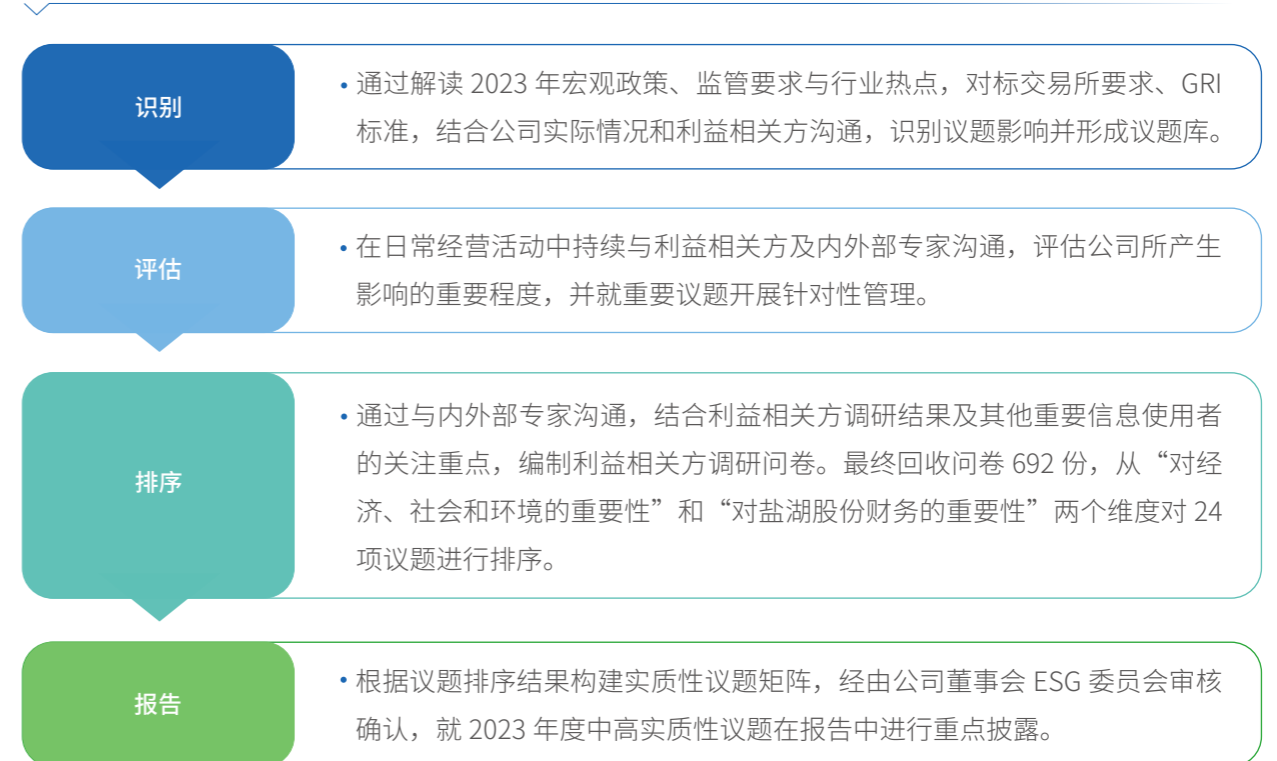 识别
• 通过解读 2023 年宏观政策、监管要求与行业热点，对标交易所要求、GRI
标准，结合公司实际情况和利益相关方沟通，识别议题影响并形成议题库。
评估
• 在日常经营活动中持续与利益相关方及内外部专家沟通，评估公司所产生
影响的重要程度，并就重要议题开展针对性管理。
排序
• 通过与内外部专家沟通，结合利益相关方调研结果及其他重要信息使用者
的关注重点，编制利益相关方调研问卷。最终回收问卷 692 份，从“对经
济、社会和环境的重要性”和“对盐湖股份财务的重要性”两个维度对 24
项议题进行排序。
报告
• 根据议题排序结果构建实质性议题矩阵，经由公司董事会 ESG 委员会审核
确认，就 2023 年度中高实质性议题在报告中进行重点披露。